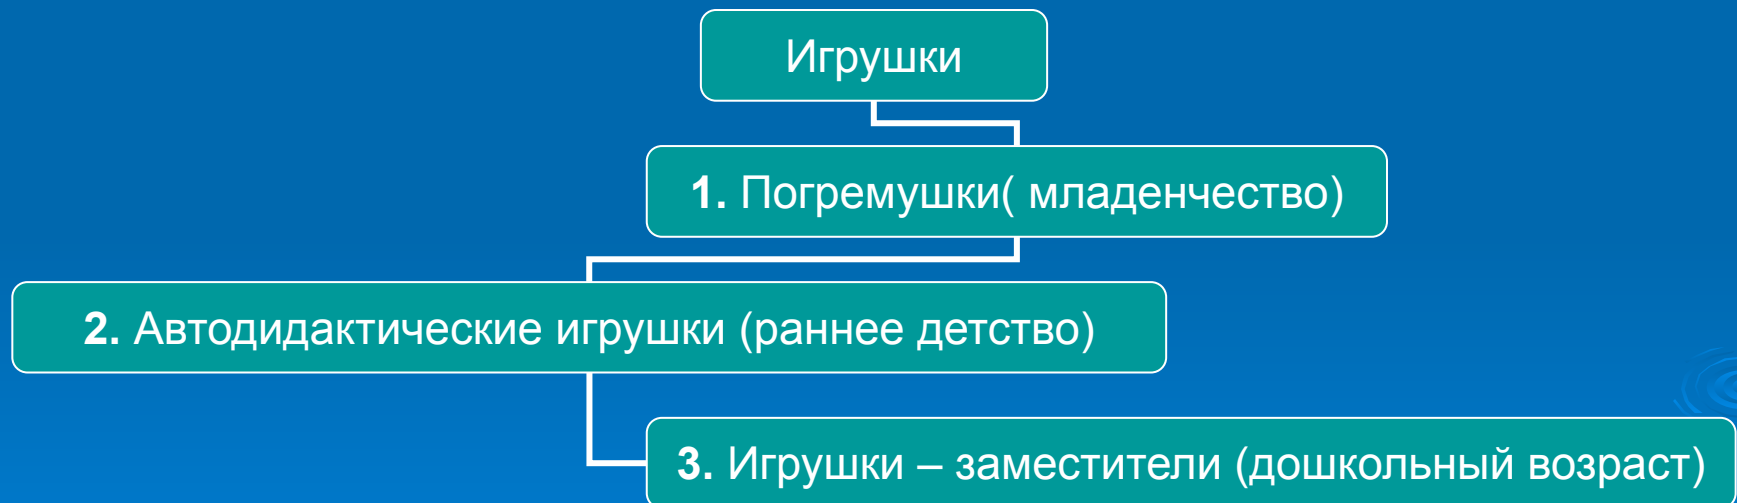 Игрушки
1. Погремушки( младенчество)
2. Автодидактические игрушки (раннее детство)
3. Игрушки – заместители (дошкольный возраст)